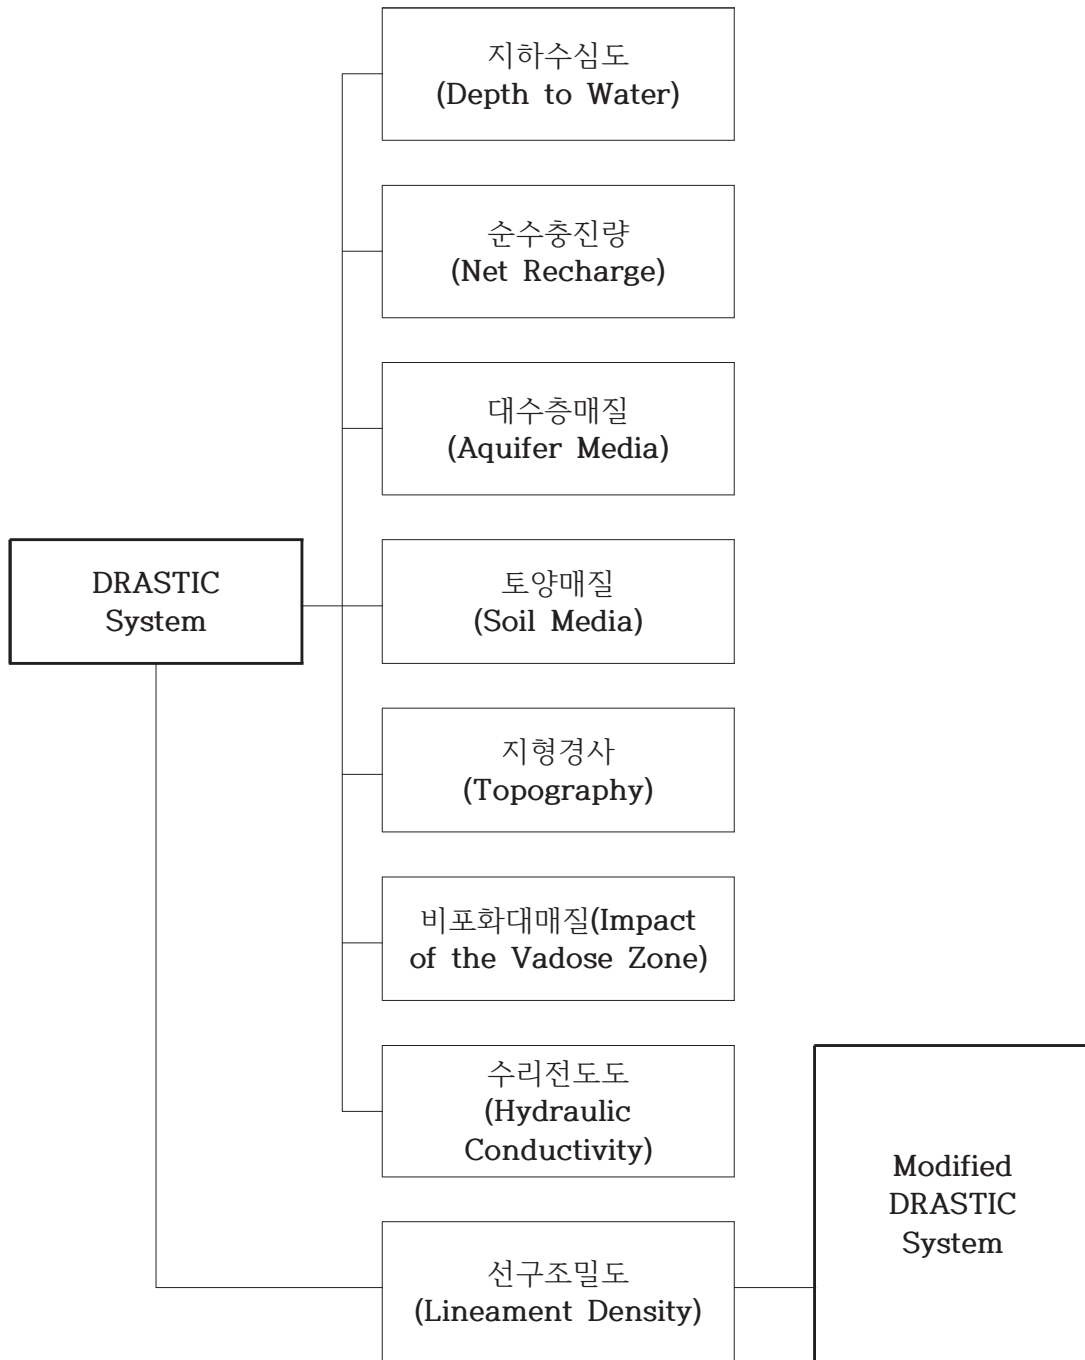 지하수심도
(Depth to Water)
순수충진량
(Net Recharge)
대수층매질
(Aquifer Media)
DRASTIC
System
토양매질
(Soil Media)
지형경사
(Topography)
비포화대매질(Impact
of the Vadose Zone)
수리전도도
(Hydraulic
Conductivity)
선구조밀도
(Lineament Density)
Modified
DRASTIC
System